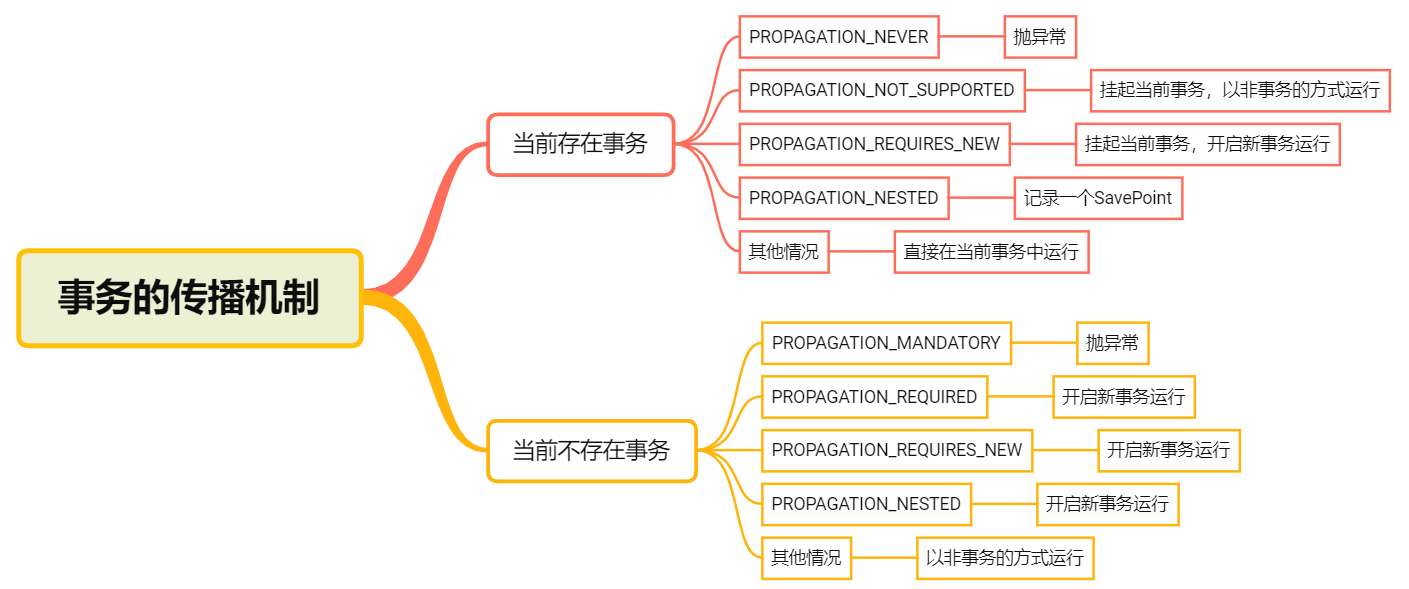 事务的传播机制
当前存在事务
PROPAGATION_NEVER
抛异常
PROPAGATION_NOT_SUPPORTED
挂起当前事务，以非事务的方式运行
PROPAGATION_REQUIRES_NEW
挂起当前事务，开启新事务运行
PROPAGATION_NESTED
记录一个SavePoint
其他情况
直接在当前事务中运行
当前不存在事务
PROPAGATION_MANDATORY
抛异常
PROPAGATION_REQUIRED
开启新事务运行
PROPAGATION_REQUIRES_NEW
开启新事务运行
PROPAGATION_NESTED
开启新事务运行
其他情况
以非事务的方式运行